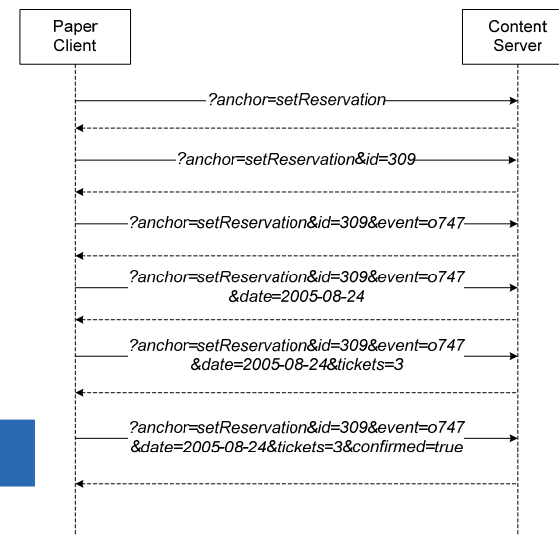 Paper
Client
Content
Server
?anchor=setReservation
?anchor=setReservation&id=309
?anchor=setReservation&id=309&event=o747
?anchor=setReservation&id=309&event=o747
&date=2005-08-24
?anchor=setReservation&id=309&event=o747
&date=2005-08-24&tickets=3
?anchor=setReservation&id=309&event=o747
&date=2005-08-24&tickets=3&confirmed=true